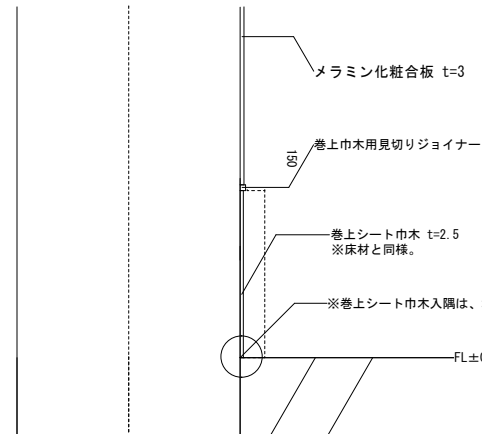 メラミン化粧合板 t=3
巻上巾木用見切りジョイナー
150
巻上シート巾木 t=2.5
※床材と同様。
※巻上シート巾木入隅は、
FL±0